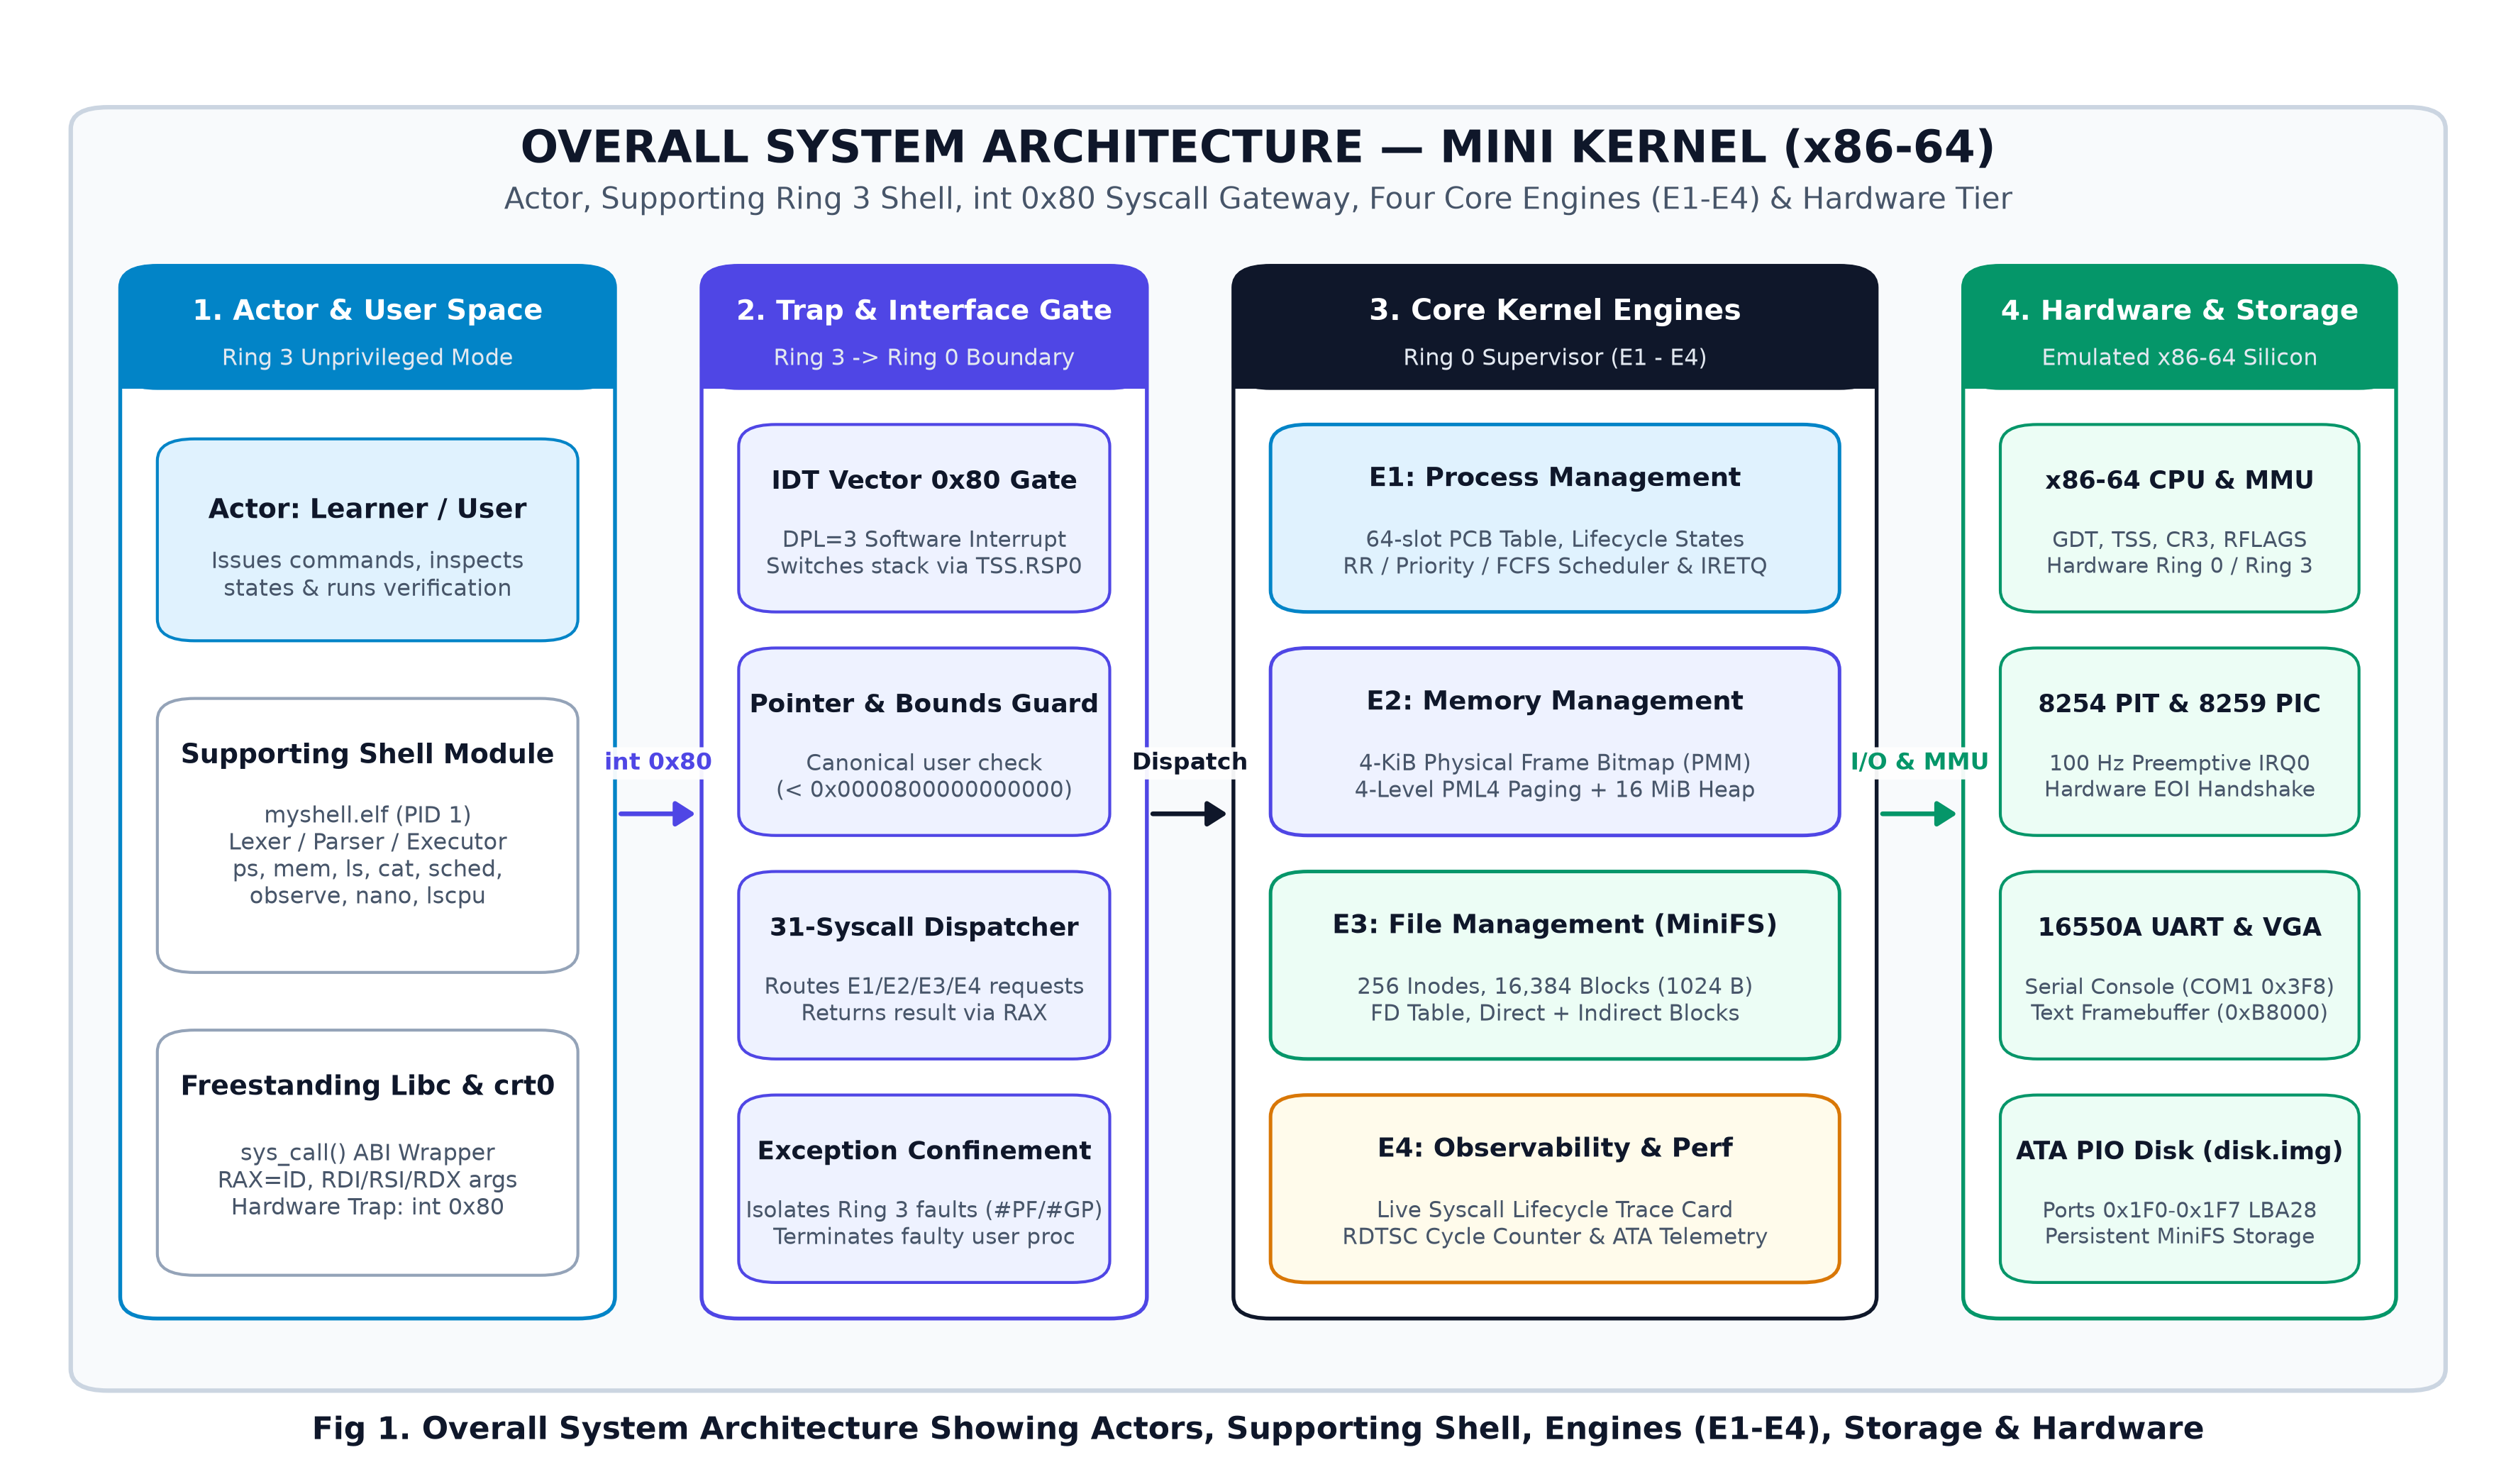 OVERALL SYSTEM ARCHITECTURE — MINI KERNEL (x86-64)
Actor, Supporting Ring 3 Shell, int 0x80 Syscall Gateway, Four Core Engines (E1-E4) & Hardware Tier
1. Actor & User Space
Ring 3 Unprivileged Mode
Actor: Learner / User
Issues commands, inspects
states & runs verification
Supporting Shell Module
myshell.elf (PID 1)
Lexer / Parser / Executor
ps, mem, ls, cat, sched,
observe, nano, lscpu
Freestanding Libc & crt0
sys_call() ABI Wrapper
RAX=ID, RDI/RSI/RDX args
Hardware Trap: int 0x80
int 0x80
2. Trap & Interface Gate
Ring 3 -> Ring 0 Boundary
IDT Vector 0x80 Gate
DPL=3 Software Interrupt
Switches stack via TSS.RSP0
Pointer & Bounds Guard
Canonical user check
(< 0x0000800000000000)
31-Syscall Dispatcher
Routes E1/E2/E3/E4 requests
Returns result via RAX
Exception Confinement
Isolates Ring 3 faults (#PF/#GP)
Terminates faulty user proc
Dispatch
3. Core Kernel Engines
Ring 0 Supervisor (E1 - E4)
E1: Process Management
64-slot PCB Table, Lifecycle States
RR / Priority / FCFS Scheduler & IRETQ
E2: Memory Management
4-KiB Physical Frame Bitmap (PMM)
4-Level PML4 Paging + 16 MiB Heap
E3: File Management (MiniFS)
256 Inodes, 16,384 Blocks (1024 B)
FD Table, Direct + Indirect Blocks
E4: Observability & Perf
Live Syscall Lifecycle Trace Card
RDTSC Cycle Counter & ATA Telemetry
I/O & MMU
4. Hardware & Storage
Emulated x86-64 Silicon
x86-64 CPU & MMU
GDT, TSS, CR3, RFLAGS
Hardware Ring 0 / Ring 3
8254 PIT & 8259 PIC
100 Hz Preemptive IRQ0
Hardware EOI Handshake
16550A UART & VGA
Serial Console (COM1 0x3F8)
Text Framebuffer (0xB8000)
ATA PIO Disk (disk.img)
Ports 0x1F0-0x1F7 LBA28
Persistent MiniFS Storage
Fig 1. Overall System Architecture Showing Actors, Supporting Shell, Engines (E1-E4), Storage & Hardware